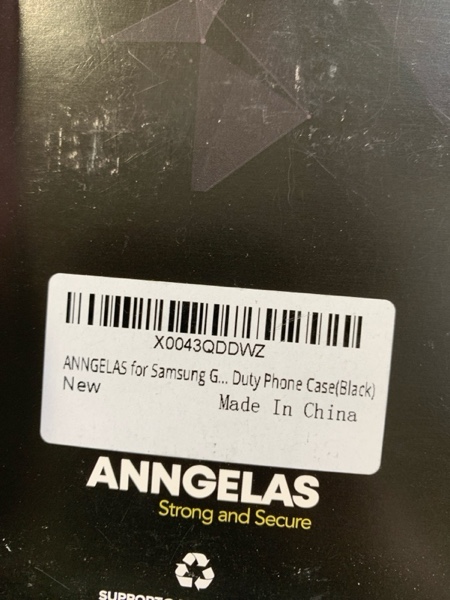 X0043QDDWZ
ANNGELAS for Samsung G... Duty Phone Case(Black)
New
Made In China
ANNGELAS
Strong and Secure